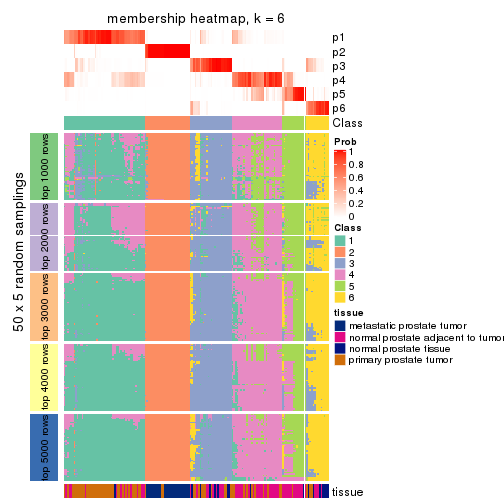 membership heatmap, k = 6
p1
p2
p3
p4
p5
p6
Class
50 x 5 random samplings
top 1000 rows
top 2000 rows
top 3000 rows
top 4000 rows
top 5000 rows
Prob
1
0.8
0.6
0.4
0.2
0
Class
1
2
3
4
5
6
tissue
metastatic prostate tumor
normal prostate adjacent to tumor
normal prostate tissue
primary prostate tumor
tissue